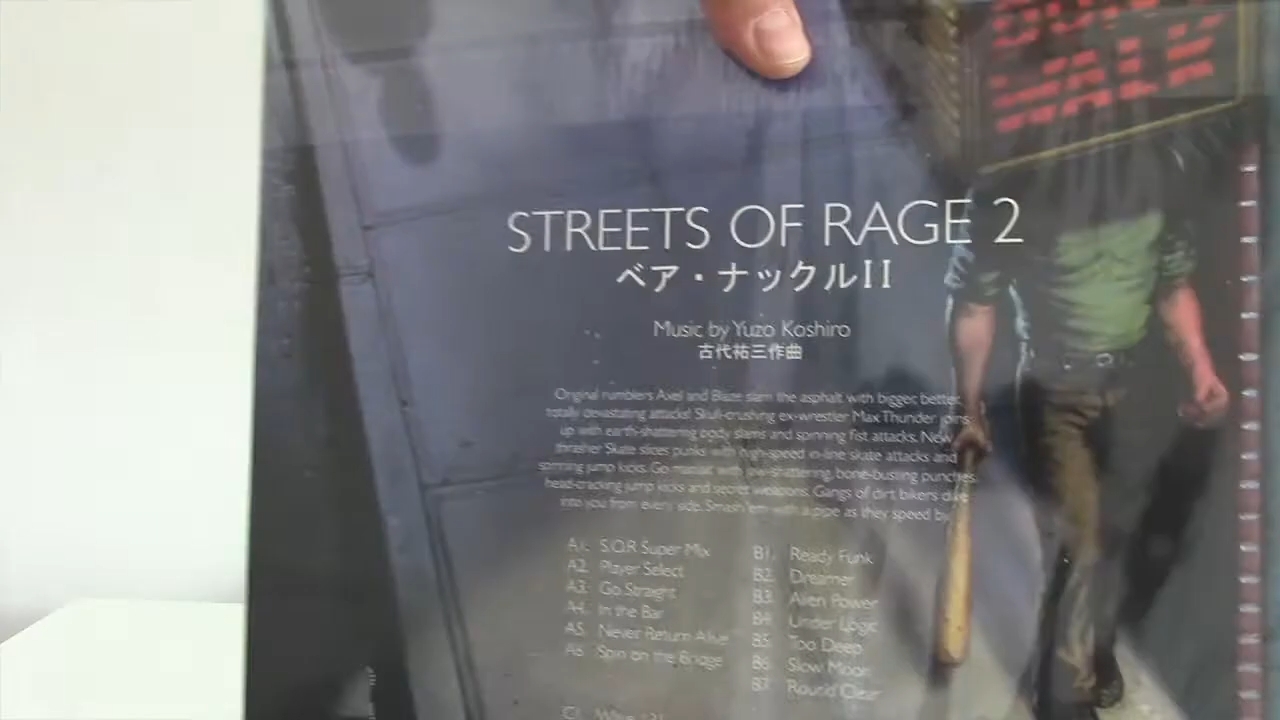 DON'T
WALK
STREETS OF RAGE 2
ベア・ナックルII
Music by Yuzo Koshiro
古代祐三作曲
Original rumblers Axel and Blaze slam the asphalt with bigger, better,
totally devastating attacks! Skull-crushing ex-wrestler Max Thunder joins
up with earth-shattering body slams and spinning fist attacks. New
thrasher Skate slices punks with high-speed in-line skate attacks and
spinning jump kicks. Go with bone-busting punches,
head-cracking jump kicks and secret weapons. Gangs of dirt bikers dive
into you from every side. Smash 'em with a pipe as they speed by
A1. S.O.R Super Mix
A2. Player Select
A3. Go Straight
A4. In the Bar
A5. Never Return Alive
A6. Spin on the Bridge
B1. Ready Funk
B2. Dreamer
B3. Alien Power
B4. Under Logic
B5. Too Deep
B6. Slow Moon
B7. Round Clear
C1.